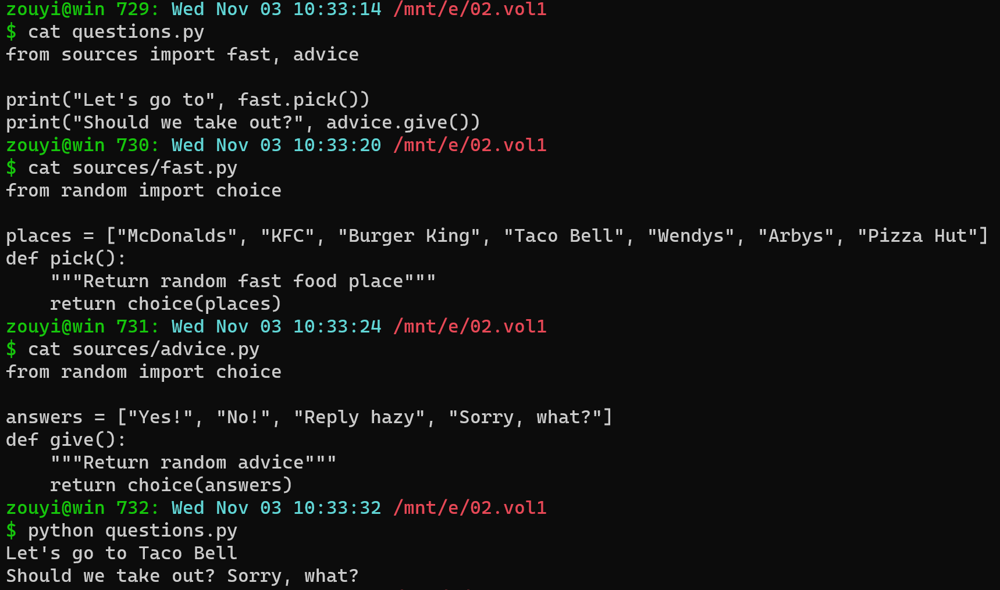 zouyi@win 729: Wed Nov 03 10:33:14 /mnt/e/02.vol1
$ cat questions.py
from sources import fast, advice

print("Let's go to", fast.pick())
print("Should we take out?", advice.give())
zouyi@win 730: Wed Nov 03 10:33:20 /mnt/e/02.vol1
$ cat sources/fast.py
from random import choice

places = ["McDonalds", "KFC", "Burger King", "Taco Bell", "Wendys", "Arbys", "Pizza Hut"]
def pick():
    """Return random fast food place"""
    return choice(places)
zouyi@win 731: Wed Nov 03 10:33:24 /mnt/e/02.vol1
$ cat sources/advice.py
from random import choice

answers = ["Yes!", "No!", "Reply hazy", "Sorry, what?"]
def give():
    """Return random advice"""
    return choice(answers)
zouyi@win 732: Wed Nov 03 10:33:32 /mnt/e/02.vol1
$ python questions.py
Let's go to Taco Bell
Should we take out? Sorry, what?